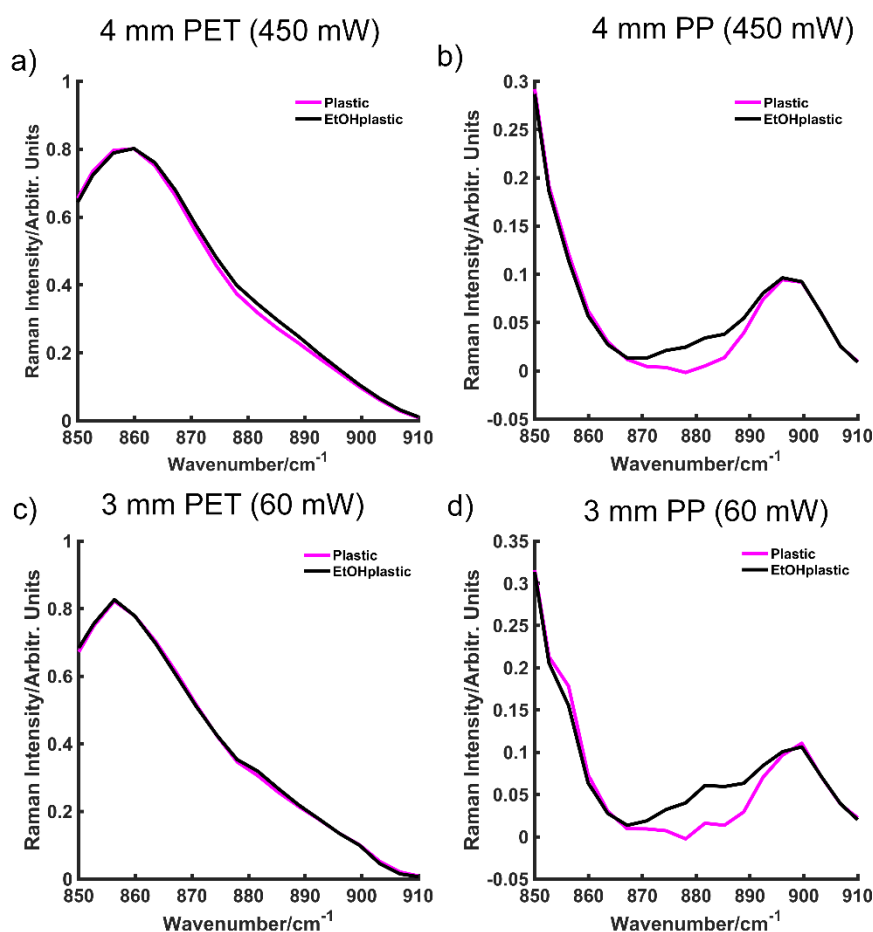 4 mm PET (450 mW)
a)
1
0.8
0.6
0.4
0.2
0
Raman Intensity/Arbitr. Units
Plastic
EtOHplastic
850 860 870 880 890 900 910
Wavenumber/cm⁻¹
4 mm PP (450 mW)
b)
0.3
0.25
0.2
0.15
0.1
0.05
0
-0.05
Raman Intensity/Arbitr. Units
Plastic
EtOHplastic
850 860 870 880 890 900 910
Wavenumber/cm⁻¹
3 mm PET (60 mW)
c)
1
0.8
0.6
0.4
0.2
0
Raman Intensity/Arbitr. Units
Plastic
EtOHplastic
850 860 870 880 890 900 910
Wavenumber/cm⁻¹
3 mm PP (60 mW)
d)
0.35
0.3
0.25
0.2
0.15
0.1
0.05
0
-0.05
Raman Intensity/Arbitr. Units
Plastic
EtOHplastic
850 860 870 880 890 900 910
Wavenumber/cm⁻¹